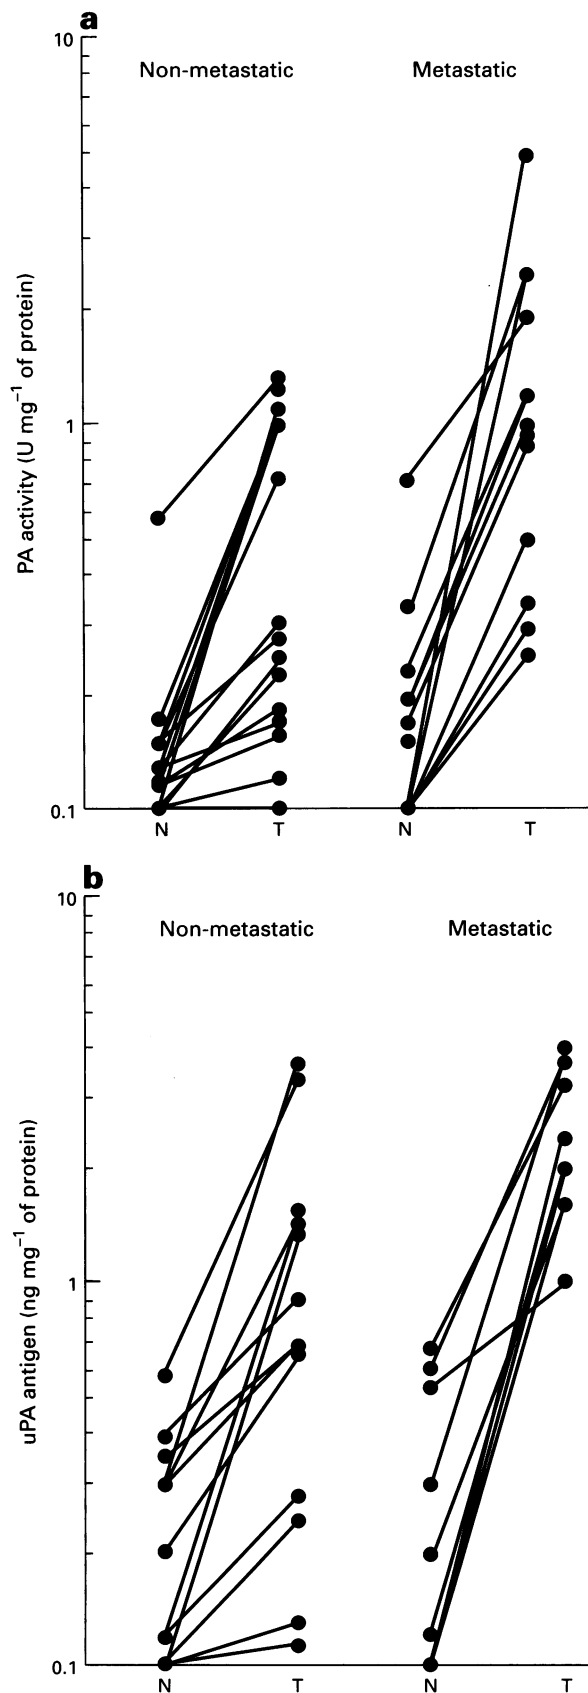 a
10
Non-metastatic Metastatic
PA activity (U mg⁻¹ of protein)
1
0.1
N T N T
b
10
Non-metastatic Metastatic
uPA antigen (ng mg⁻¹ of protein)
1
0.1
N T N T